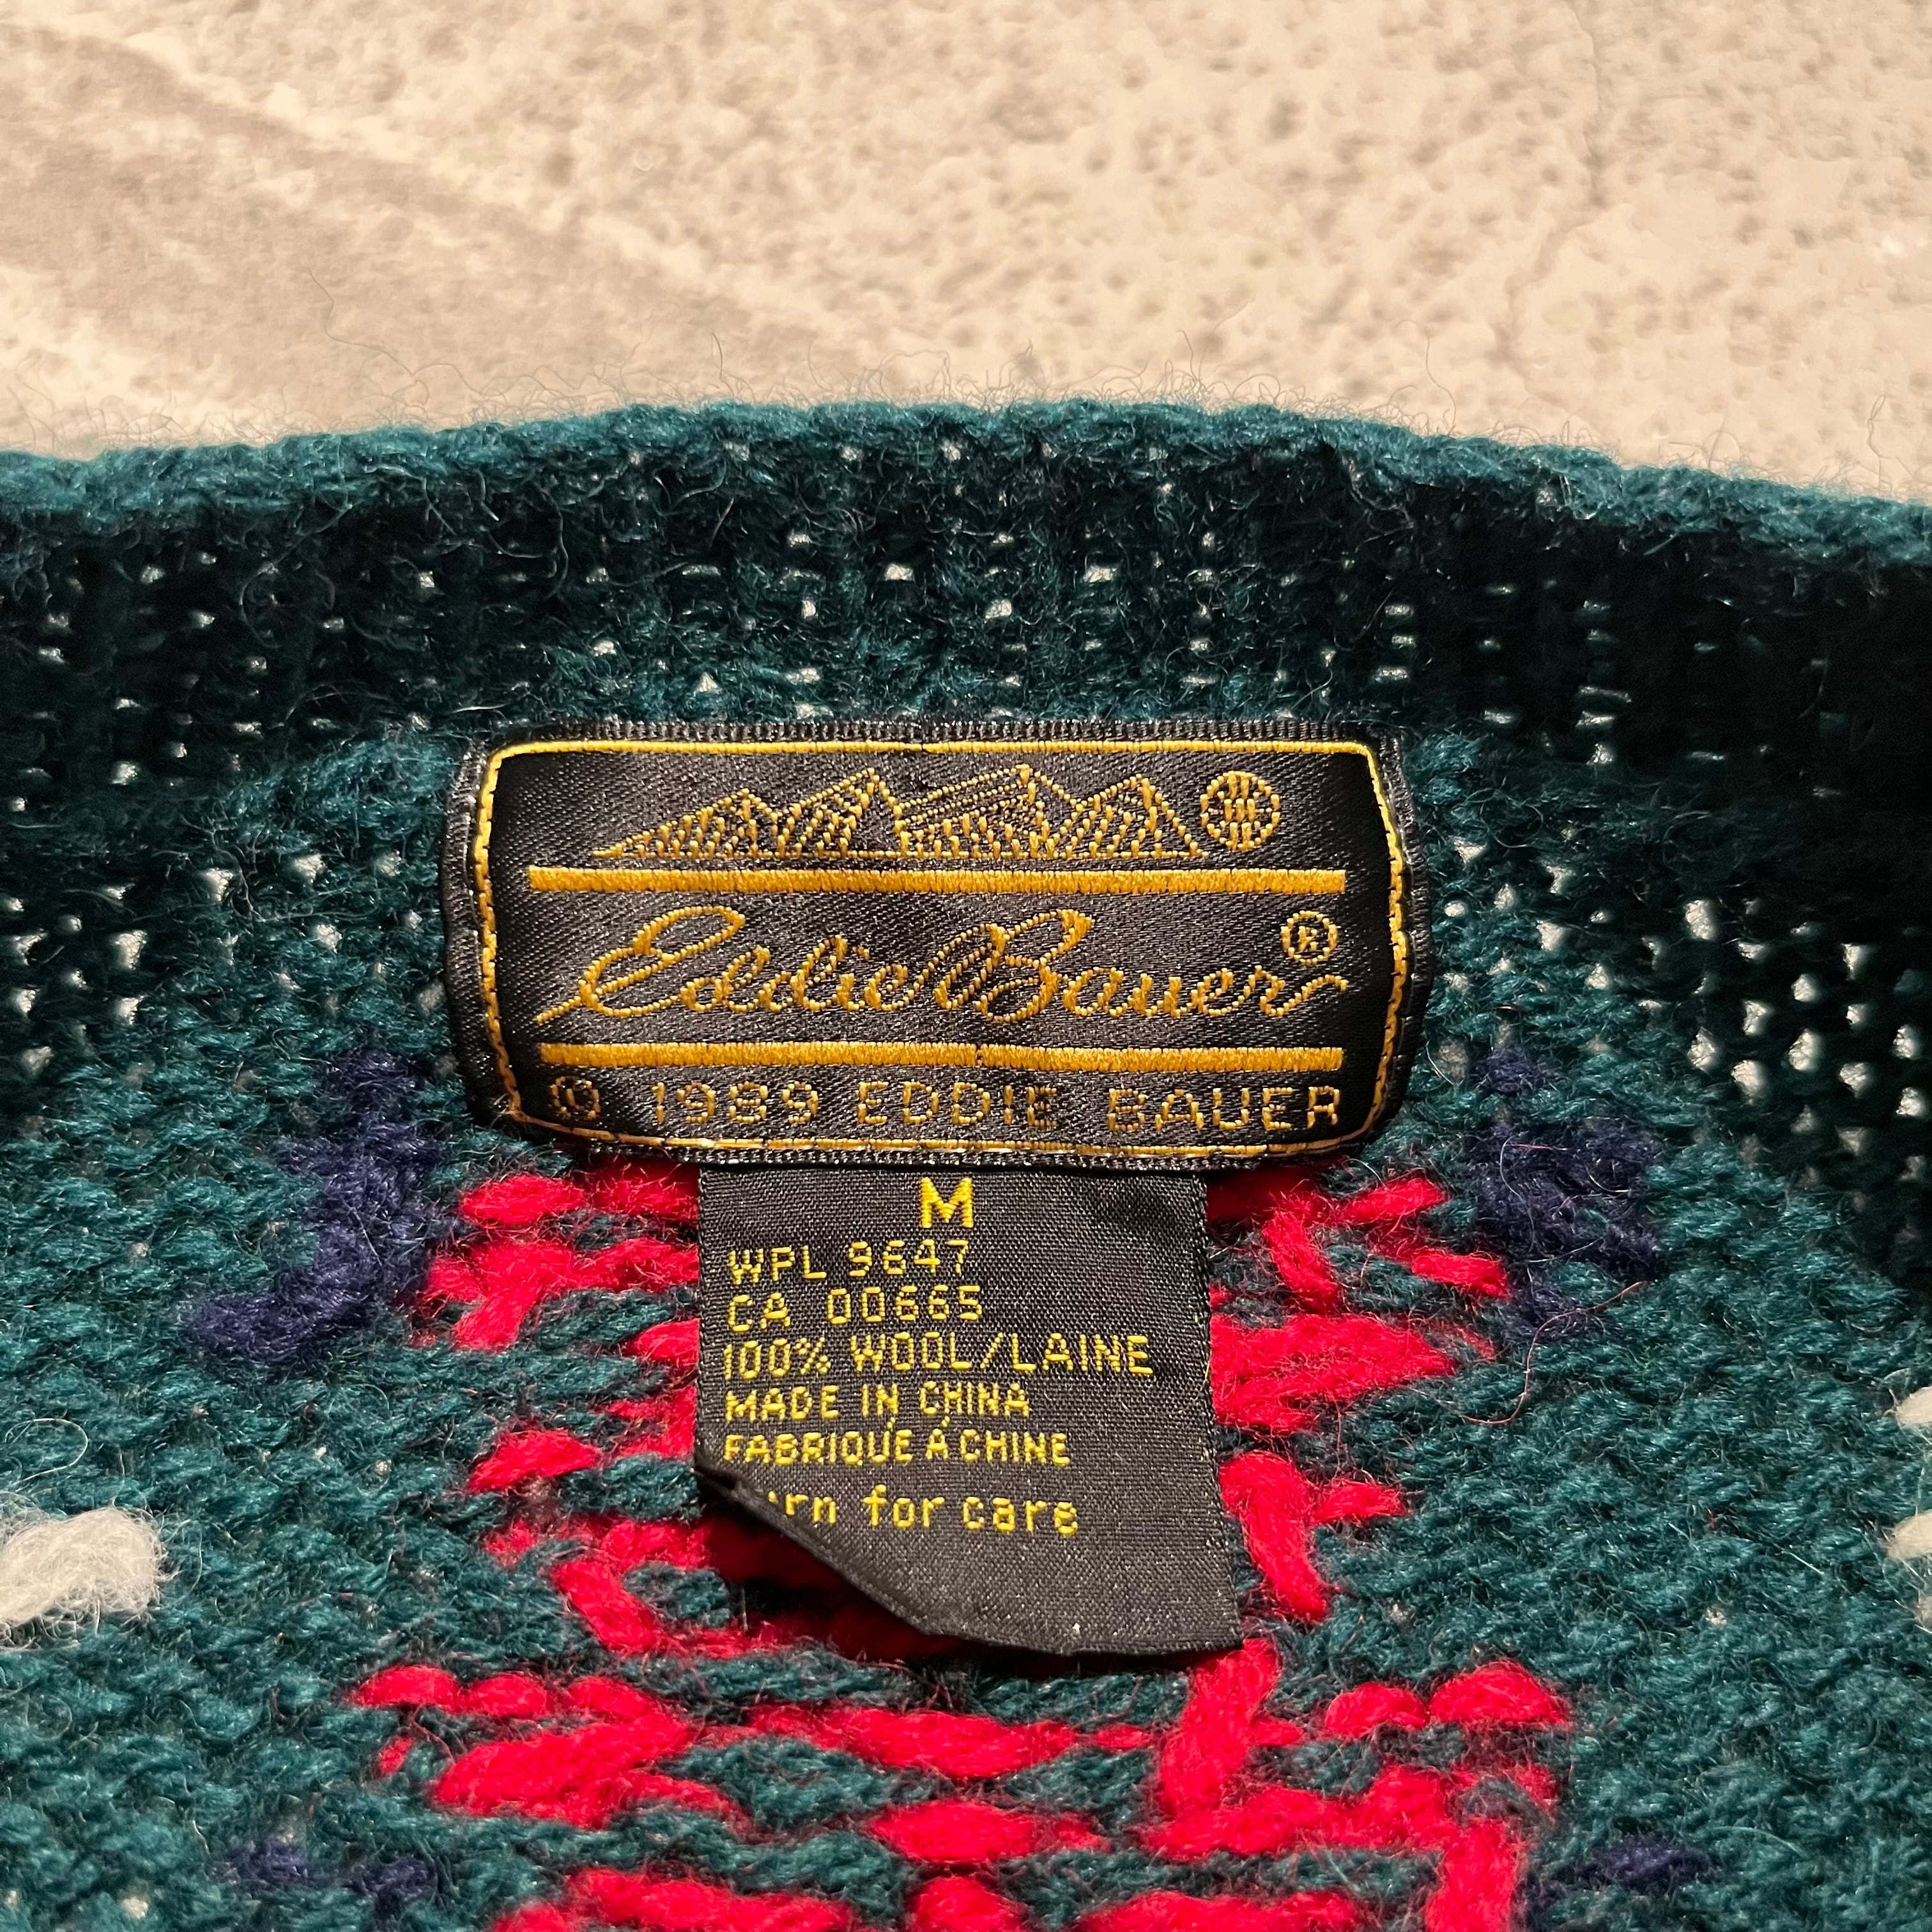 Eddie Bauer®
© 1989 EDDIE BAUER
M
WPL 9647
CA 00665
100% WOOL/LAINE
MADE IN CHINA
FABRIQUÉ À CHINE
for care